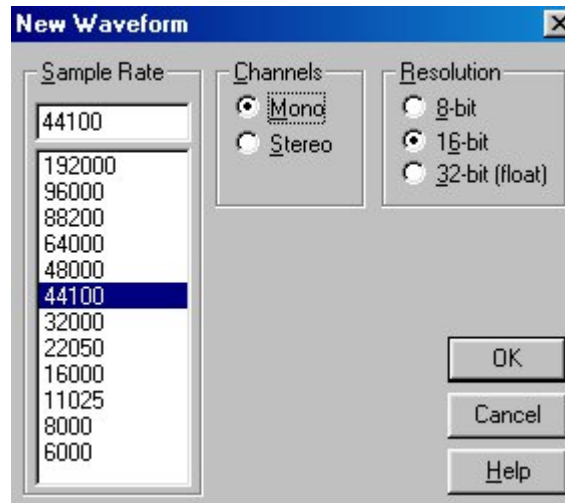 New Waveform
Sample Rate
44100
192000
96000
88200
64000
48000
44100
32000
22050
16000
11025
8000
6000
Channels
Mono
Stereo
Resolution
8-bit
16-bit
32-bit (float)
OK
Cancel
Help